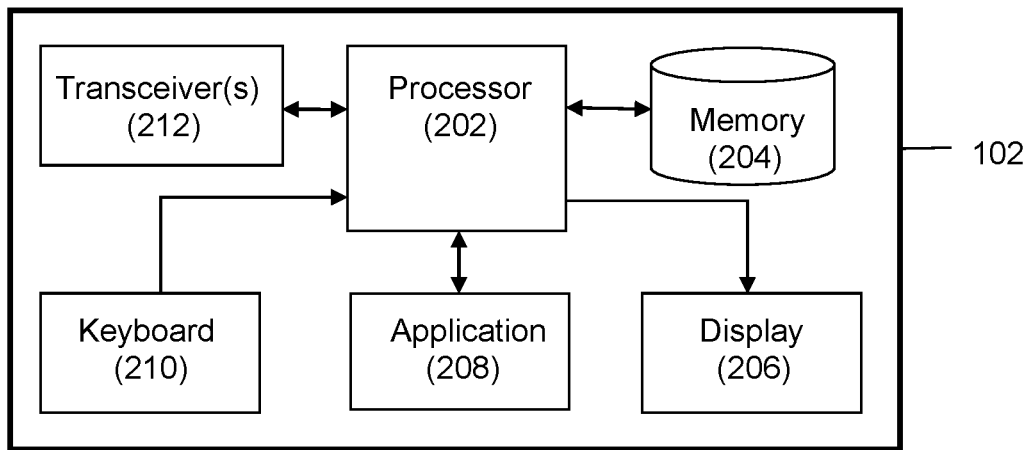 Transceiver(s)
(212)
Processor
(202)
Memory
(204)
102
Keyboard
(210)
Application
(208)
Display
(206)